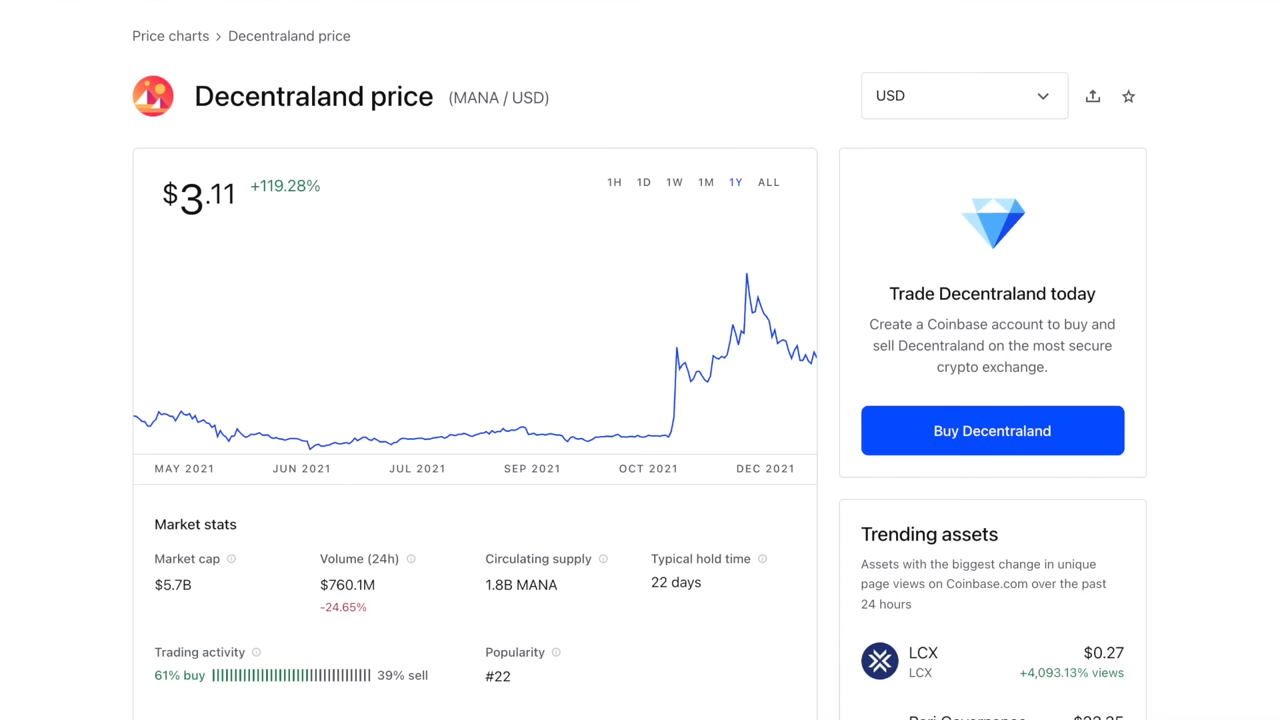 Price charts > Decentraland price
Decentraland price (MANA / USD)
USD
$3.11 +119.28%
1H 1D 1W 1M 1Y ALL
MAY 2021 JUN 2021 JUL 2021 SEP 2021 OCT 2021 DEC 2021
Trade Decentraland today
Create a Coinbase account to buy and
sell Decentraland on the most secure
crypto exchange.
Buy Decentraland
Market stats
Market cap Volume (24h) Circulating supply Typical hold time
$5.7B $760.1M 1.8B MANA 22 days
-24.65%
Trading activity Popularity
61% buy 39% sell #22
Trending assets
Assets with the biggest change in unique
page views on Coinbase.com over the past
24 hours
LCX $0.27
LCX +4,093.13% views